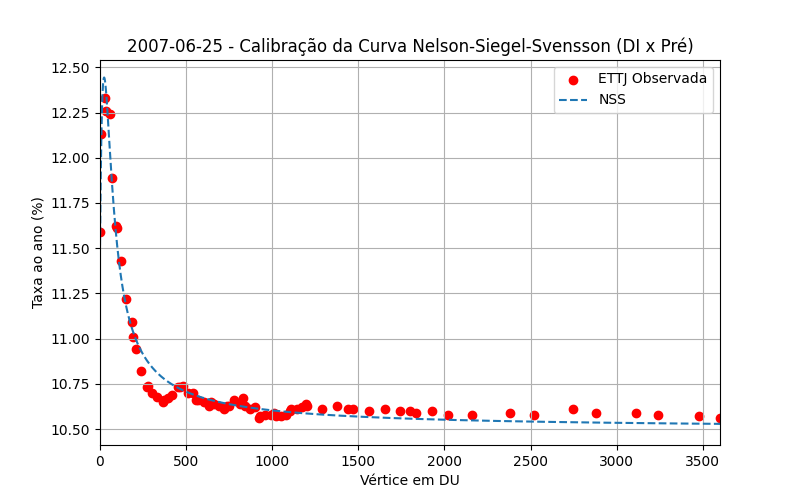 2007-06-25 - Calibração da Curva Nelson-Siegel-Svensson (DI x Pré)
12.50
12.25
12.00
11.75
11.50
11.25
11.00
10.75
10.50
Taxa ao ano (%)
ETTJ Observada
NSS
0 500 1000 1500 2000 2500 3000 3500
Vértice em DU